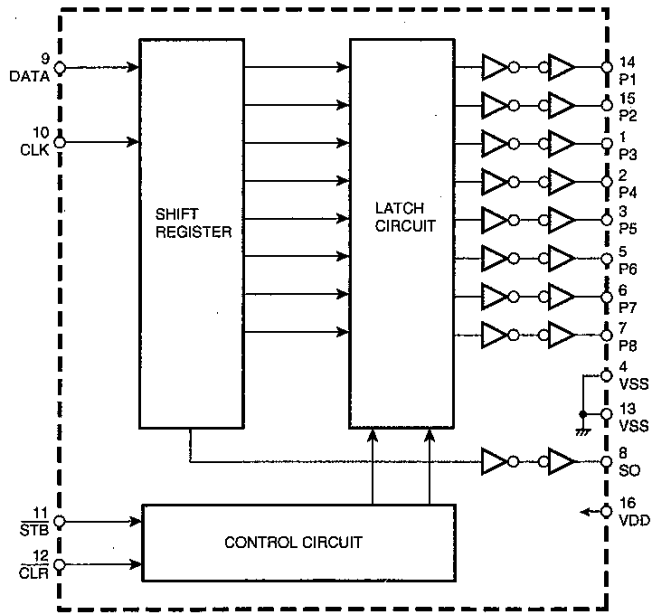 9
DATA
10
CLK
SHIFT
REGISTER
LATCH
CIRCUIT
14
P1
15
P2
1
P3
2
P4
3
P5
5
P6
6
P7
7
P8
4
VSS
13
VSS
8
SO
16
VDD
11
STB
12
CLR
CONTROL CIRCUIT